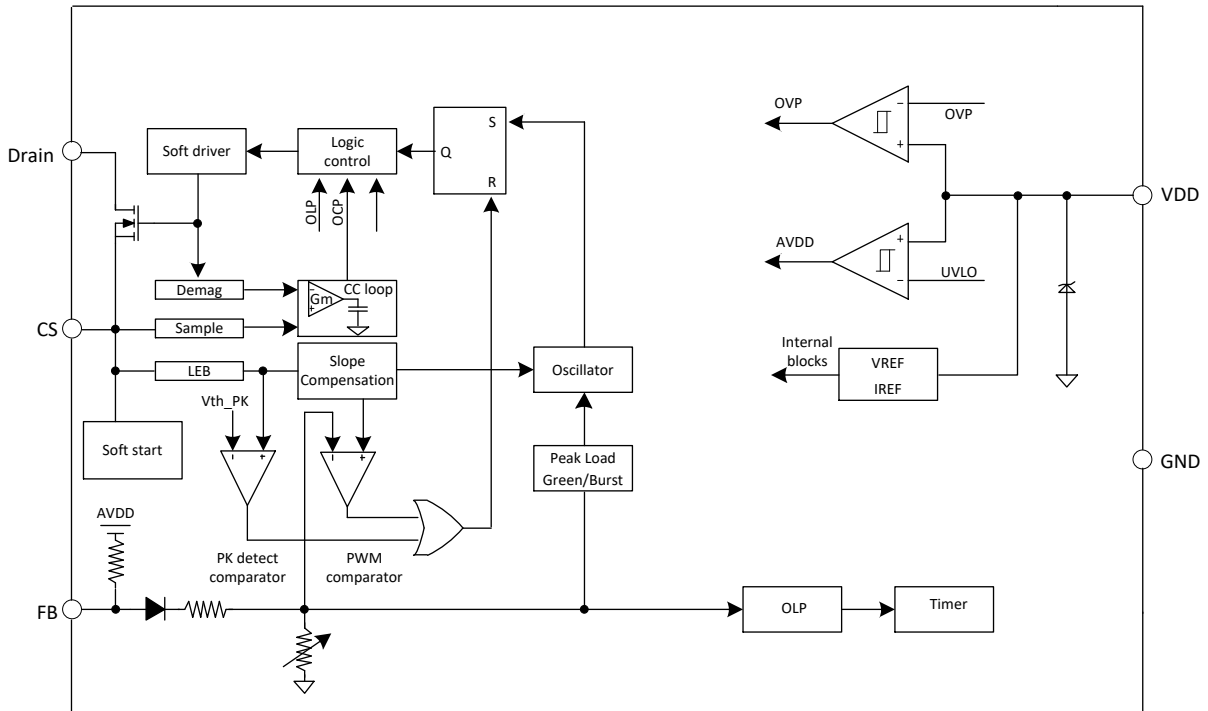 OVP
−
OVP
S
Soft driver
Logic
control
Q
+
Drain
R
VDD
OLP
OCP
AVDD
+
−
UVLO
Demag
−
+
Gm
CC loop
CS
Sample
Internal
blocks
VREF
IREF
LEB
Slope
Compensation
Oscillator
Vth_PK
Soft start
-
+
-
+
Peak Load
Green/Burst
GND
AVDD
PK detect
comparator
PWM
comparator
FB
OLP
Timer